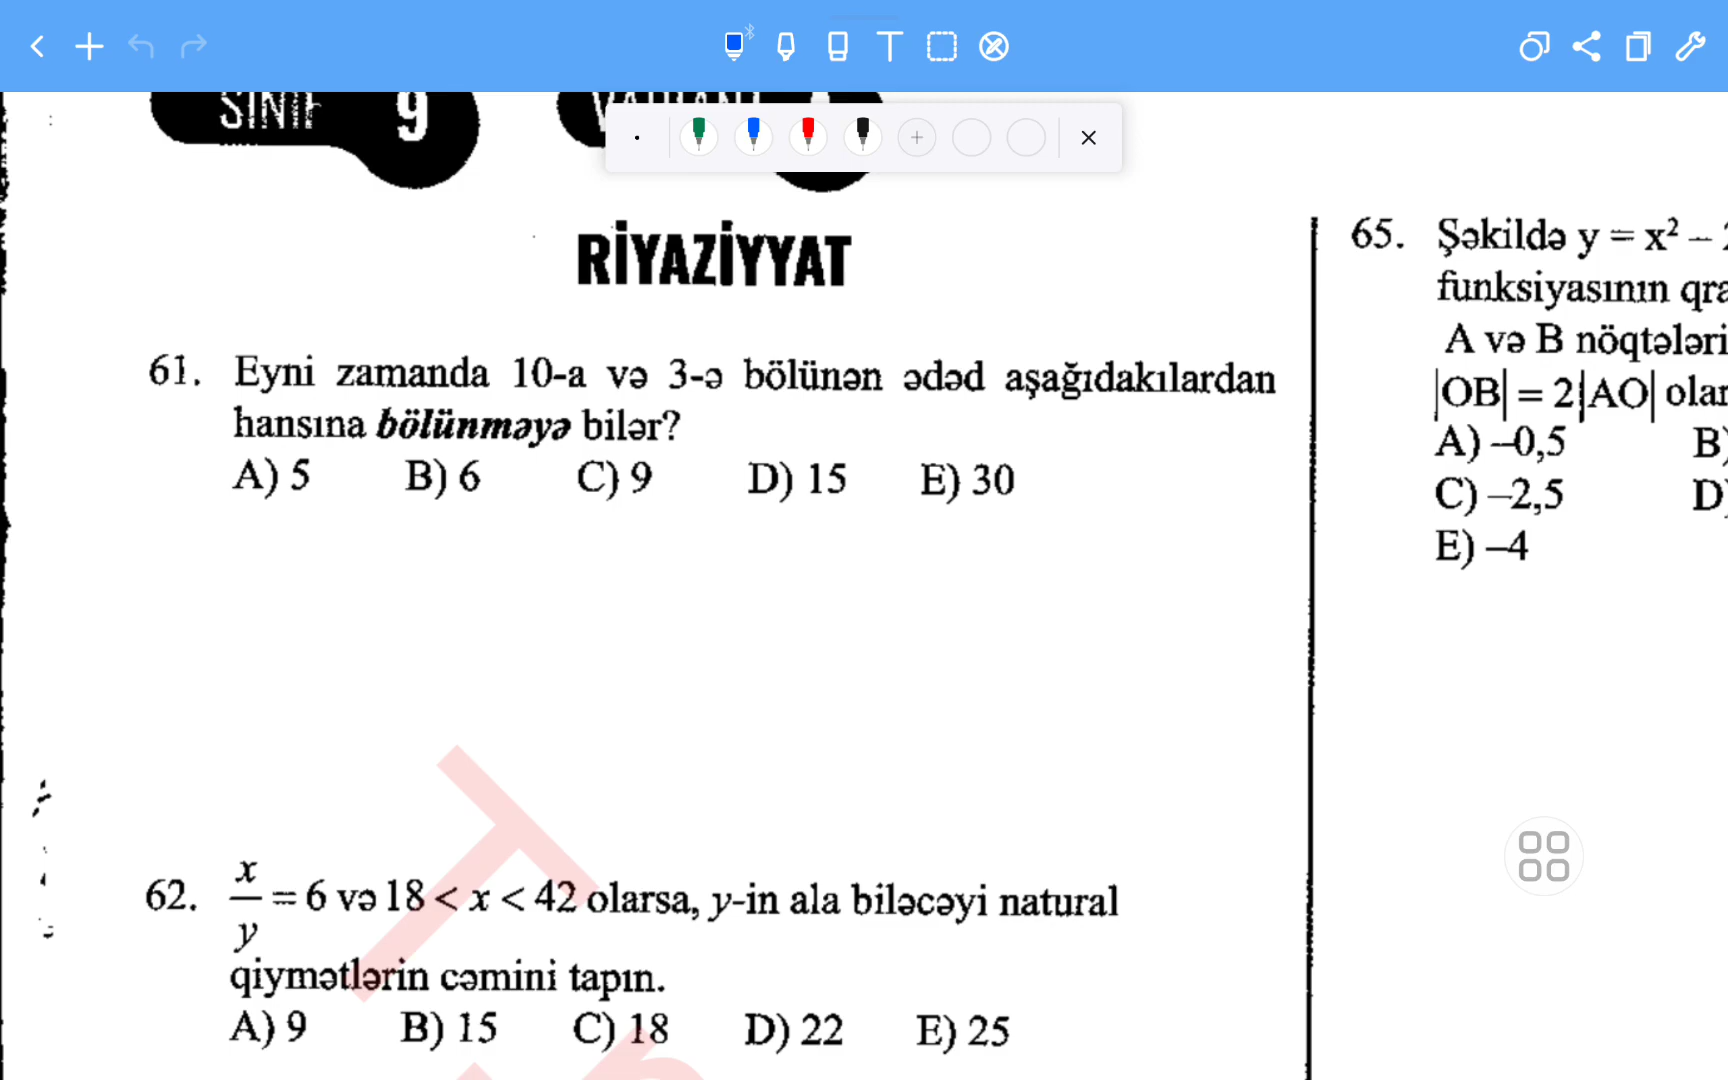 SINIF 9
RİYAZİYYAT
61. Eyni zamanda 10-a və 3-ə bölünən ədəd aşağıdakılardan
hansına bölünməyə bilər?
A) 5 B) 6 C) 9 D) 15 E) 30
62. x/y = 6 və 18 < x < 42 olarsa, y-in ala biləcəyi natural
qiymətlərin cəmini tapın.
A) 9 B) 15 C) 18 D) 22 E) 25
65. Şəkildə y = x² –
funksiyasının
A və B nöqtələri
|OB| = 2|AO|
A) –0,5 B)
C) –2,5 D)
E) –4